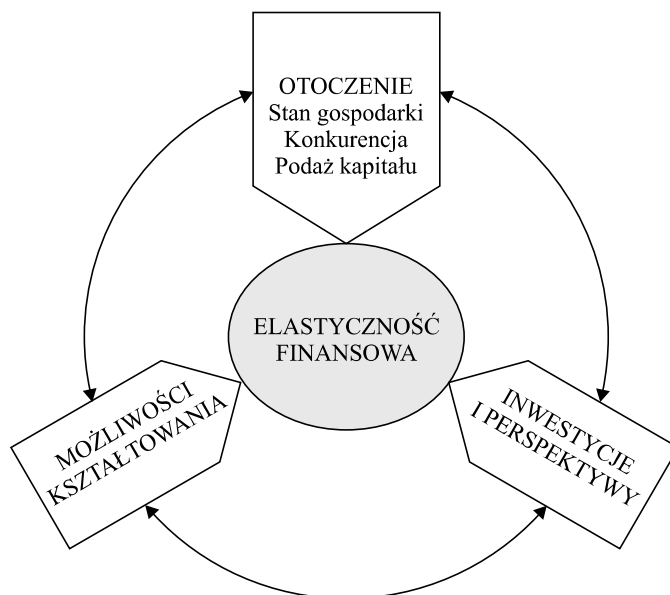 OTOCZENIE
Stan gospodarki
Konkurencja
Podaż kapitału
ELASTYCZNOŚĆ
FINANSOWA
MOŻLIWOŚCI
KSZTAŁTOWANIA
INWESTYCJE
I PERSPEKTYWY